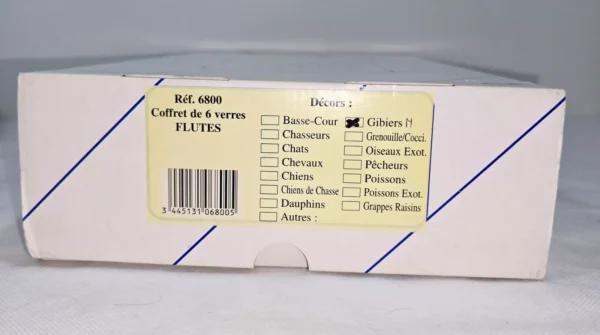 Réf. 6800
Coffret de 6 verres
FLUTES
3 445131 068005
Décors :
Basse-Cour
Chasseurs
Chats
Chevaux
Chiens
Chiens de Chasse
Dauphins
Autres :
Gibiers M
Grenouille/Cocci.
Oiseaux Exot.
Pêcheurs
Poissons
Poissons Exot.
Grappes Raisins